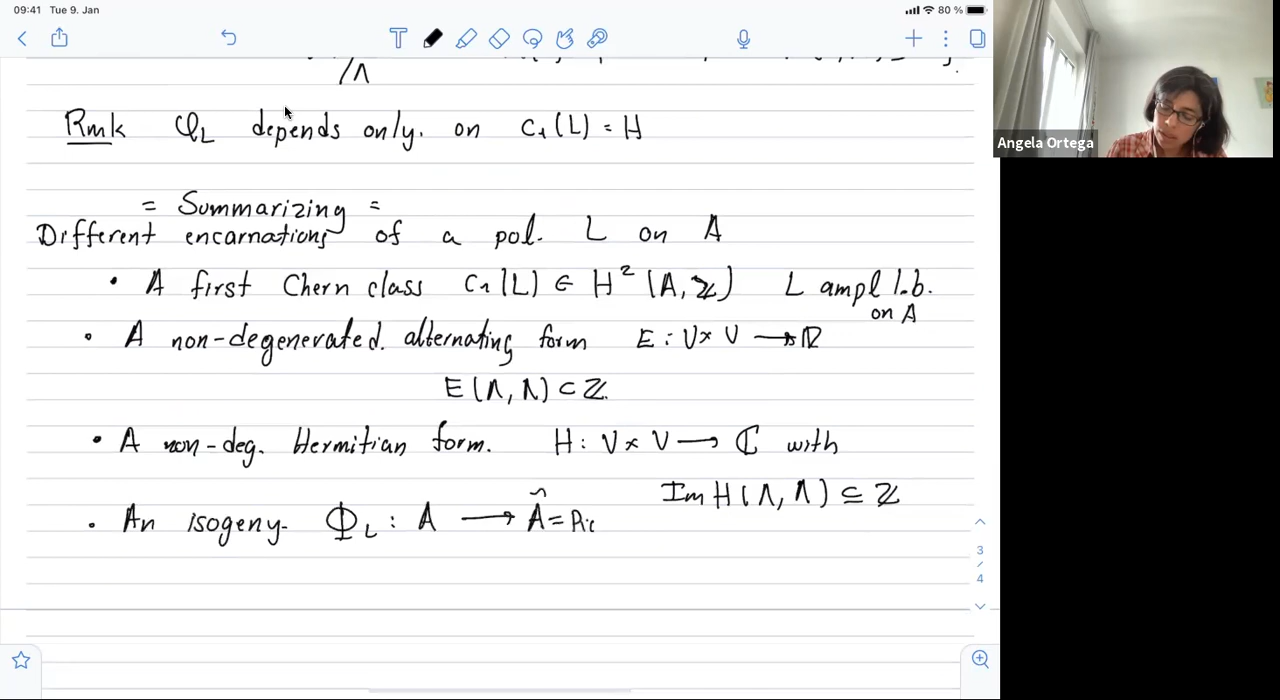 09:41 Tue 9. Jan
80 %
/Λ
Rmk φ_L depends only. on c₁(L) = H
= Summarizing =
Different encarnations of a pol. L on A
• A first Chern class c₁(L) ∈ H² (A, ℤ) L ampl l.b.
on A
• A non-degenerated. alternating form E : V × V → ℝ
E(Λ, Λ) ⊂ ℤ.
• A non-deg. Hermitian form. H : V × V → ℂ with
Im H(Λ, Λ) ⊆ ℤ
• An isogeny- Φ_L : A → Â = Pic
3
/
4
Angela Ortega